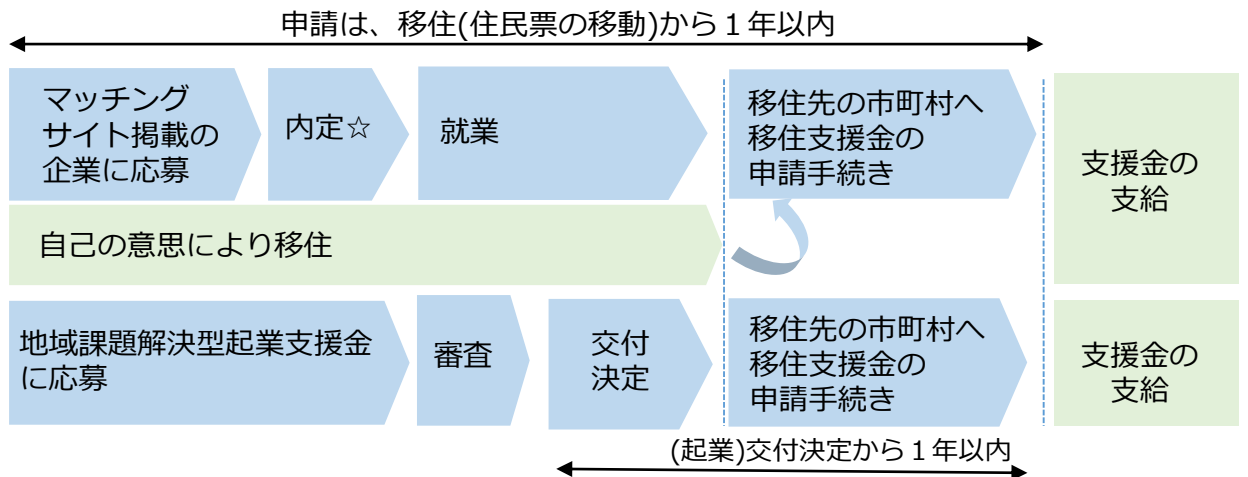 申請は、移住(住民票の移動)から１年以内
マッチング
サイト掲載の
企業に応募
内定☆
就業
移住先の市町村へ
移住支援金の
申請手続き
支援金の
支給
自己の意思により移住
地域課題解決型起業支援金
に応募
審査
交付
決定
移住先の市町村へ
移住支援金の
申請手続き
支援金の
支給
(起業)交付決定から１年以内